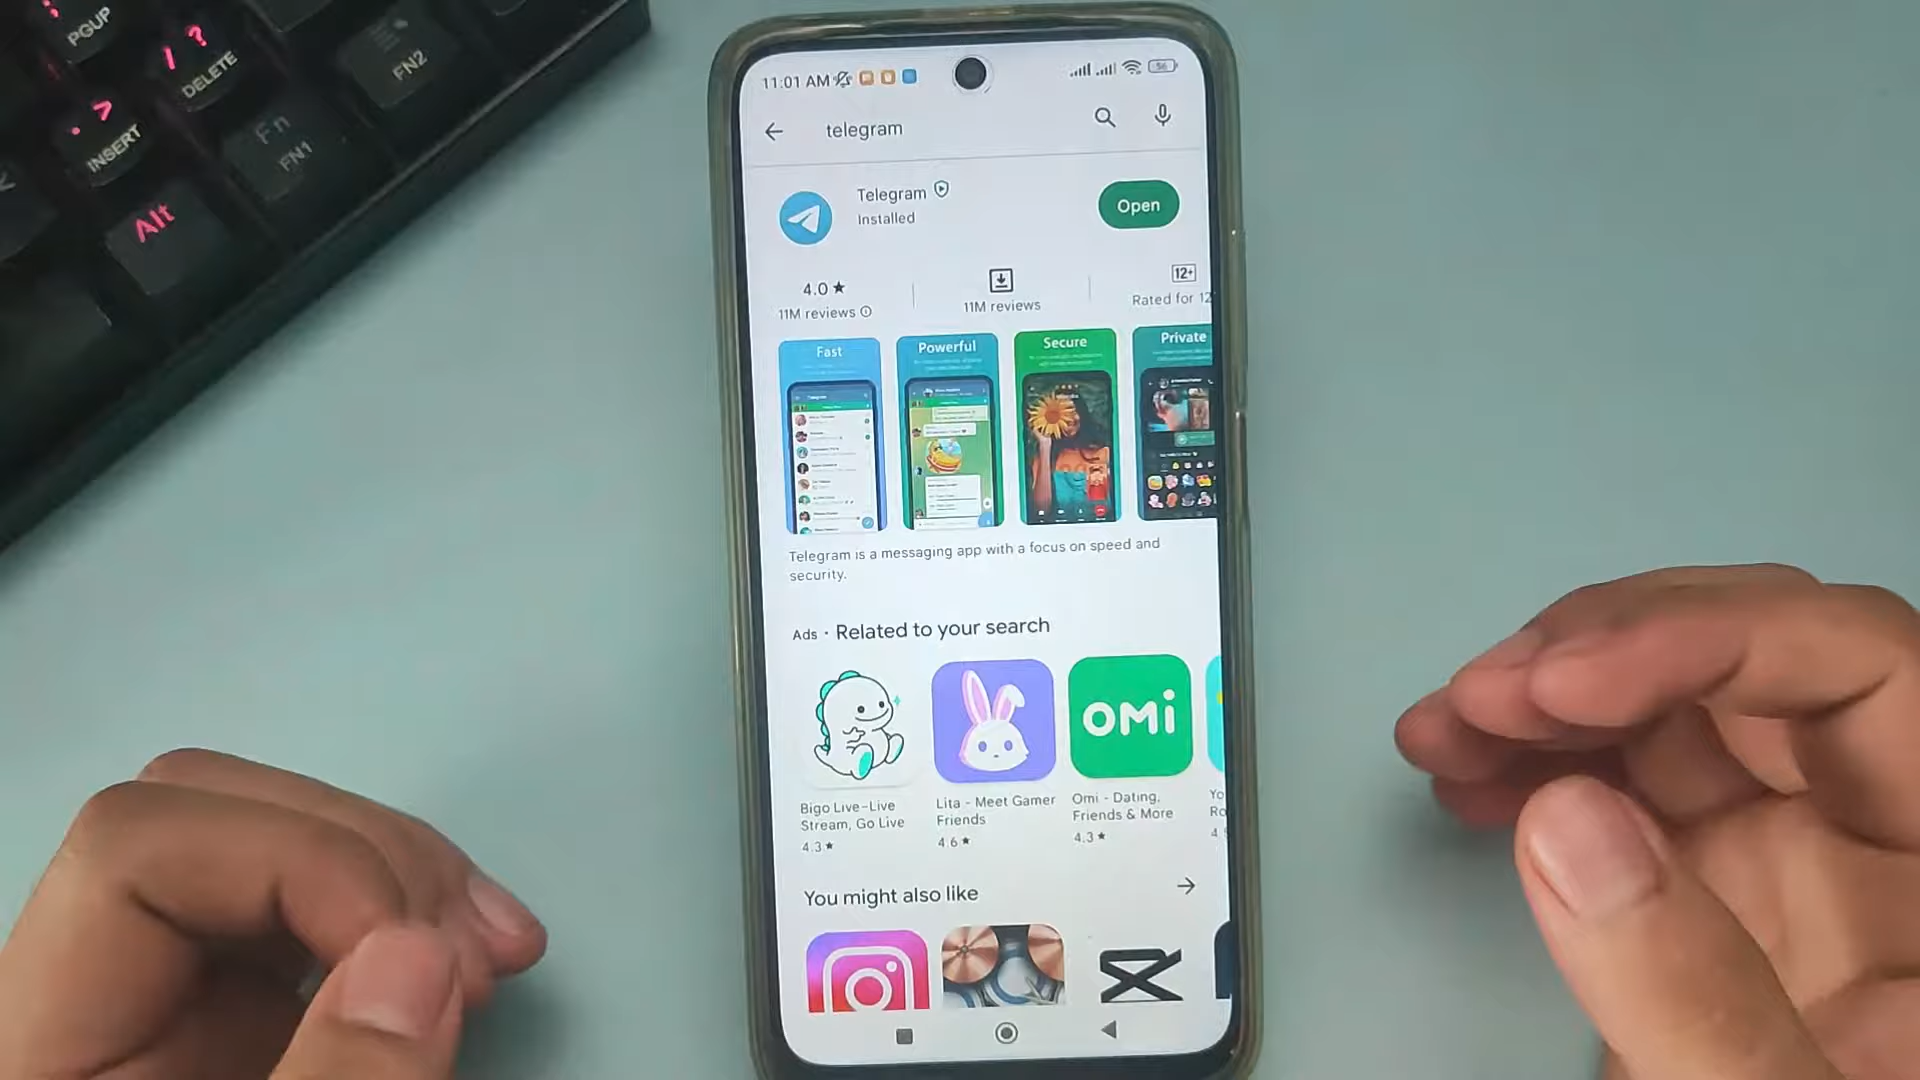 PGUP
/ ?
DELETE
FN2
. >
INSERT
Fn
FN1
Alt
11:01 AM
56
telegram
Telegram
Installed
Open
4.0 ★
11M reviews
11M reviews
12+
Rated for 12
Fast
Powerful
Secure
Private
Telegram is a messaging app with a focus on speed and
security.
Ads · Related to your search
OMi
Bigo Live-Live
Stream, Go Live
4.3 ★
Lita - Meet Gamer
Friends
4.6 ★
Omi - Dating,
Friends & More
4.3 ★
Yo
Ro
You might also like